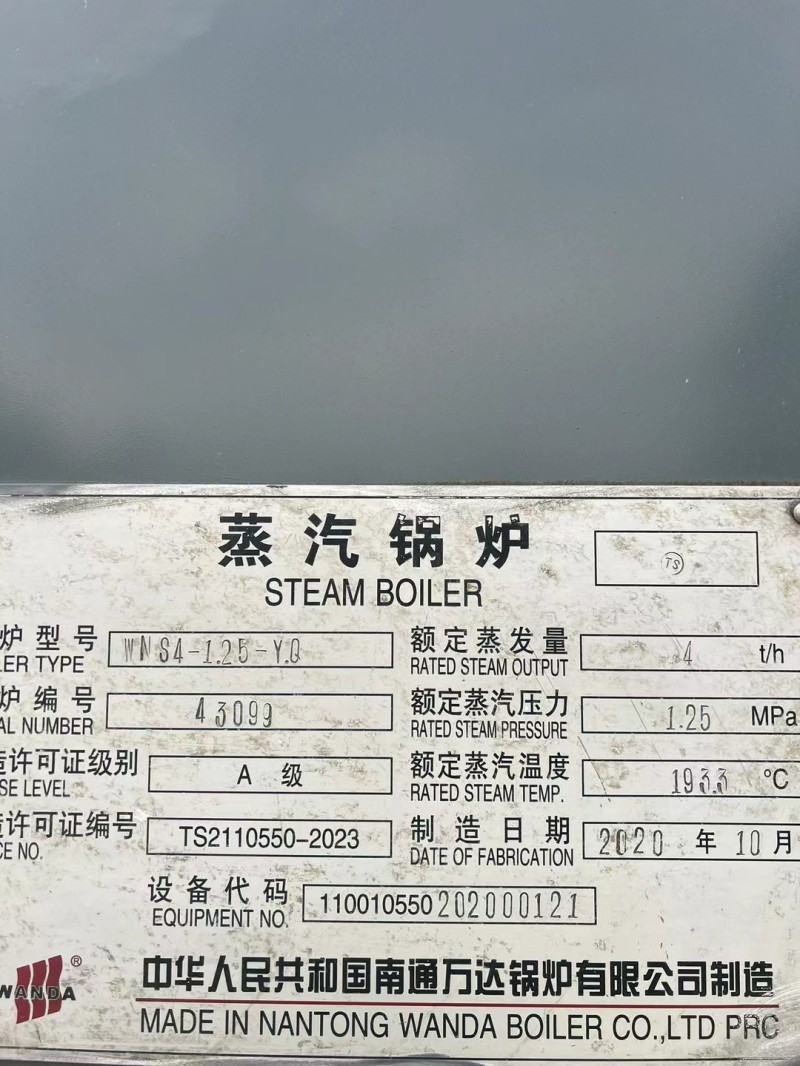 蒸汽锅炉
STEAM BOILER
TS
炉型号 WNS4-1.25-Y.Q
LER TYPE
额定蒸发量 4 t/h
RATED STEAM OUTPUT
炉编号 43099
AL NUMBER
额定蒸汽压力 1.25 MPa
RATED STEAM PRESSURE
造许可证级别 A 级
SE LEVEL
额定蒸汽温度 193.3 ℃
RATED STEAM TEMP.
造许可证编号 TS2110550-2023
CE NO.
制造日期 2020 年 10 月
DATE OF FABRICATION
设备代码 110010550202000121
EQUIPMENT NO.
WANDA ®
中华人民共和国南通万达锅炉有限公司制造
MADE IN NANTONG WANDA BOILER CO.,LTD PRC